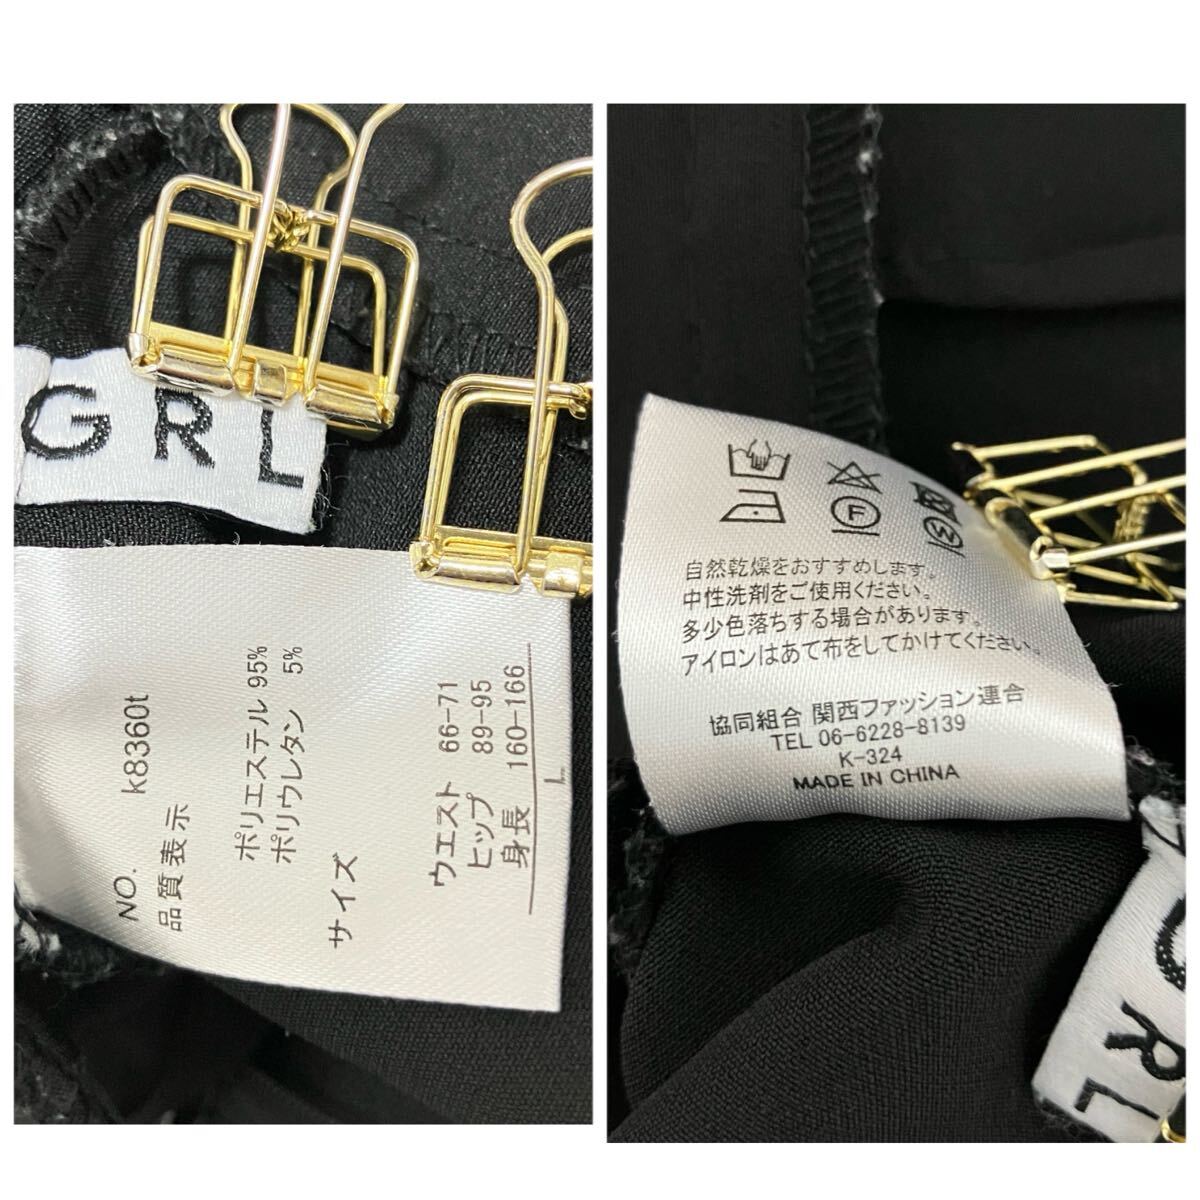 GRL
NO. k8360t
品質表示
ポリエステル 95%
ポリウレタン 5%
サイズ
ウエスト 66-71
ヒップ 89-95
身長 160-166
L
F
W
自然乾燥をおすすめします。
中性洗剤をご使用ください。
多少色落ちする場合があります。
アイロンはあて布をしてかけてください。
協同組合 関西ファッション連合
TEL 06-6228-8139
K-324
MADE IN CHINA
GRL